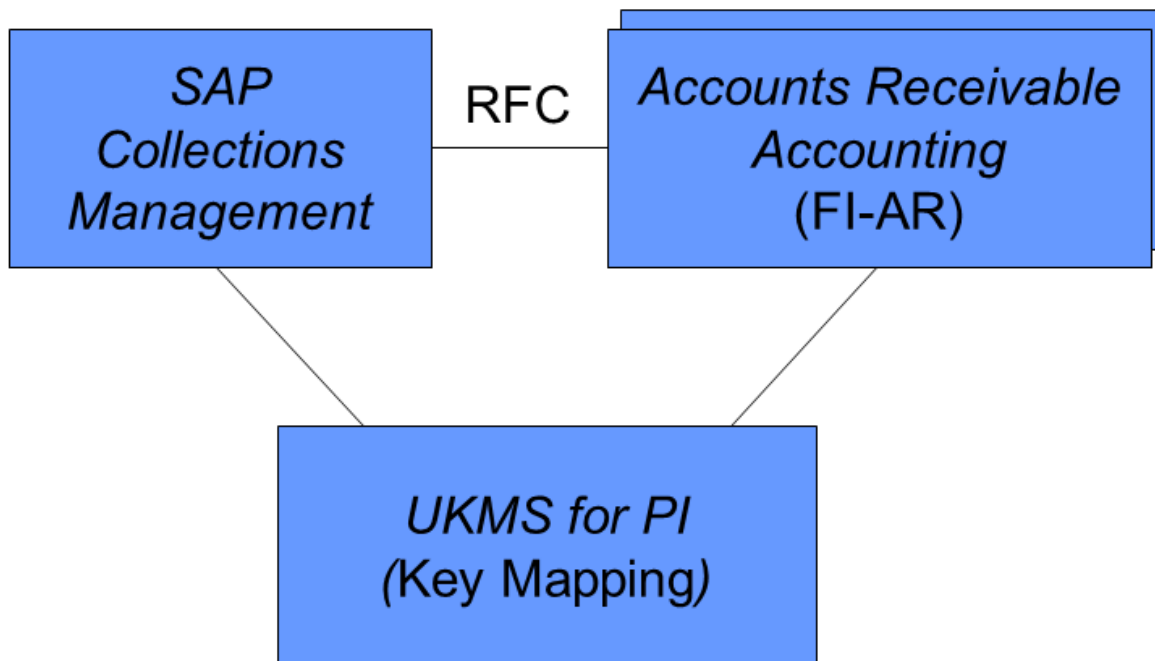 SAP
Collections
Management
RFC
Accounts Receivable
Accounting
(FI-AR)
UKMS for PI
(Key Mapping)